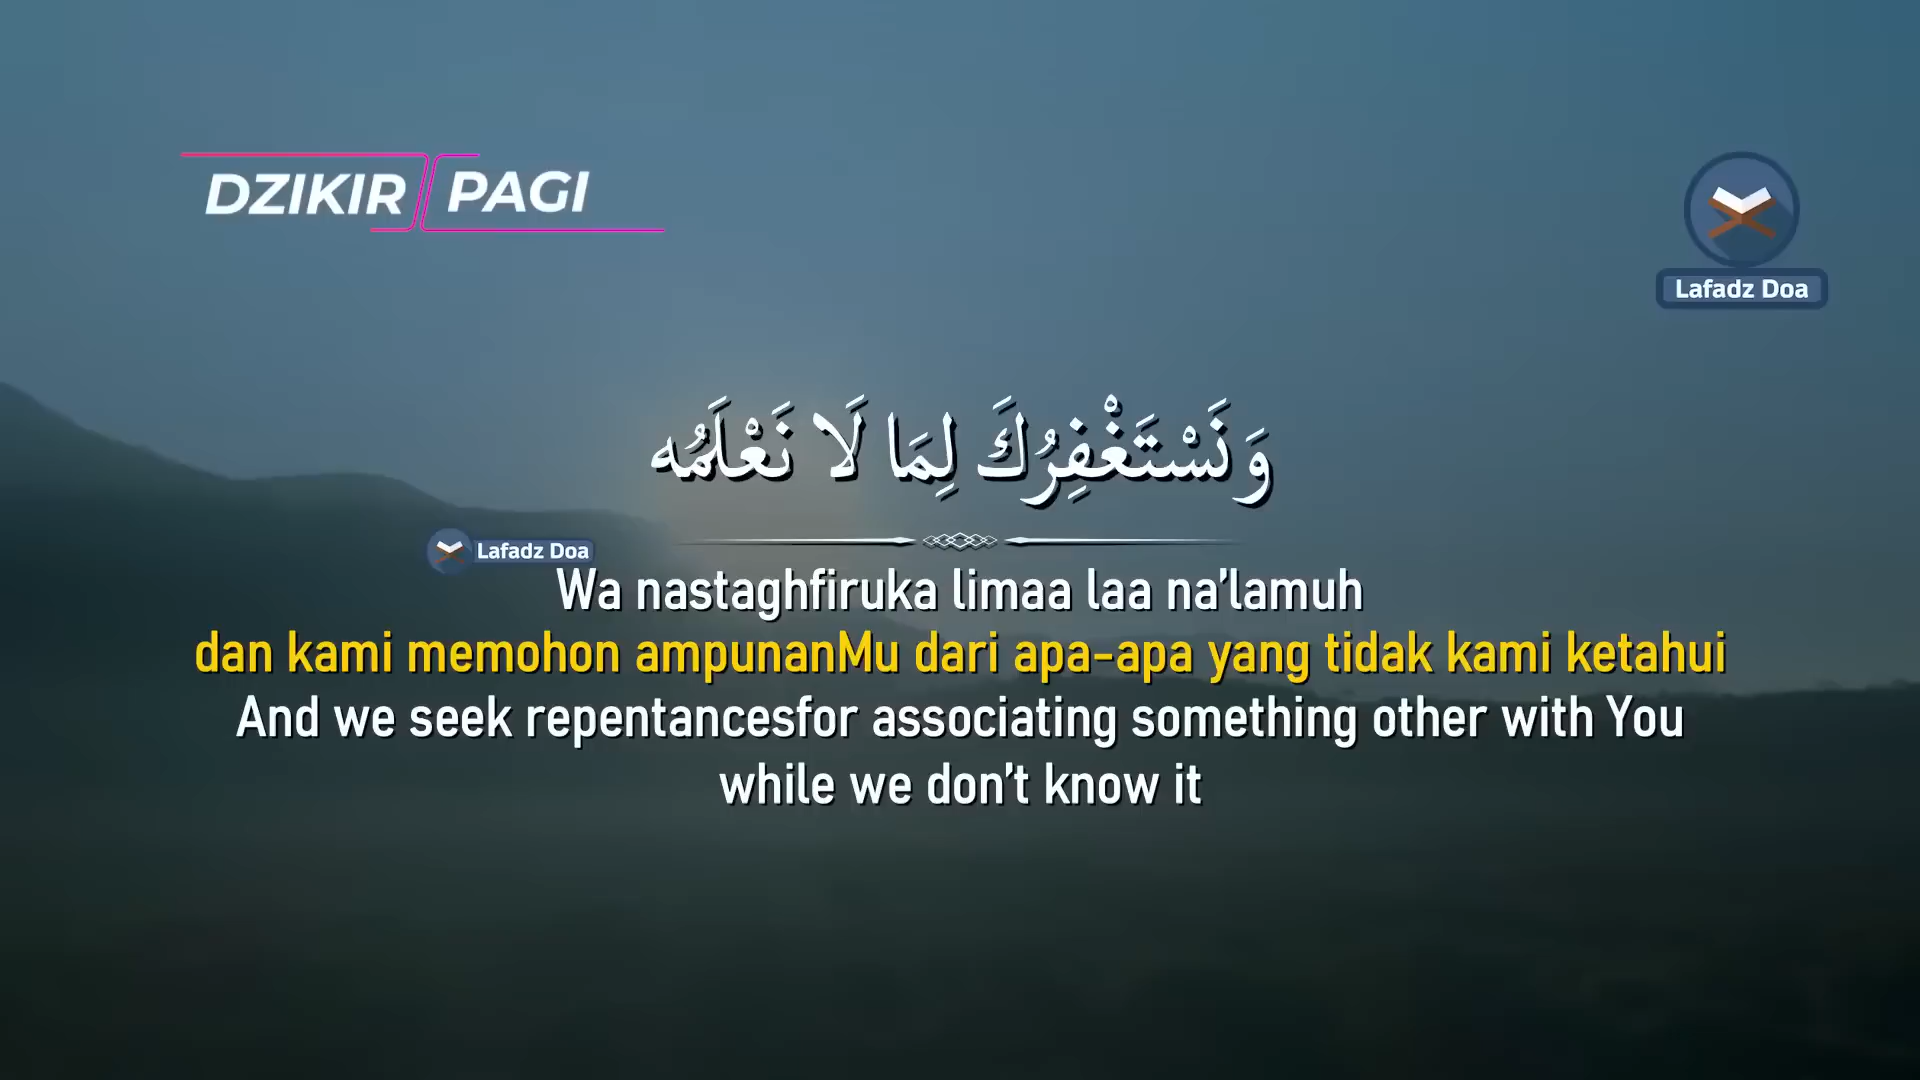 DZIKIR PAGI
Lafadz Doa
وَنَسْتَغْفِرُكَ لِمَا لَا نَعْلَمُه
Lafadz Doa
Wa nastaghfiruka limaa laa na’lamuh
dan kami memohon ampunanMu dari apa-apa yang tidak kami ketahui
And we seek repentancesfor associating something other with You
while we don’t know it